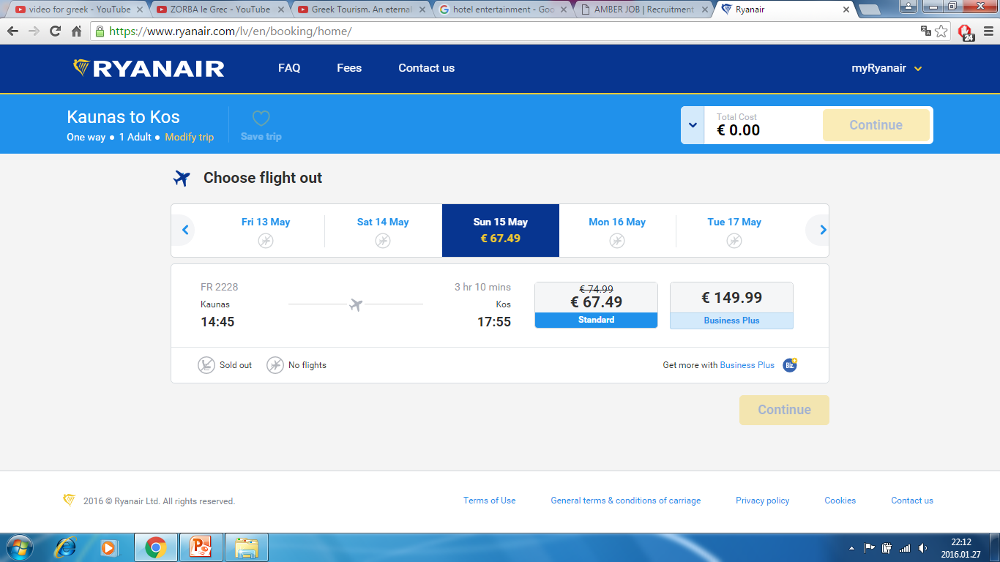 video for greek - YouTube
ZORBA le Grec - YouTube
Greek Tourism. An eternal
hotel entertainment - Goo
AMBER JOB | Recruitment
Ryanair
https://www.ryanair.com/lv/en/booking/home/
24
RYANAIR
FAQ
Fees
Contact us
myRyanair
Kaunas to Kos
One way ● 1 Adult ● Modify trip
Save trip
Total Cost
€ 0.00
Continue
Choose flight out
Fri 13 May
Sat 14 May
Sun 15 May
€ 67.49
Mon 16 May
Tue 17 May
FR 2228
3 hr 10 mins
Kaunas
Kos
14:45
17:55
€ 74.99
€ 67.49
Standard
€ 149.99
Business Plus
Sold out
No flights
Get more with Business Plus
Biz
Continue
2016 © Ryanair Ltd. All rights reserved.
Terms of Use
General terms & conditions of carriage
Privacy policy
Cookies
Contact us
22:12
2016.01.27